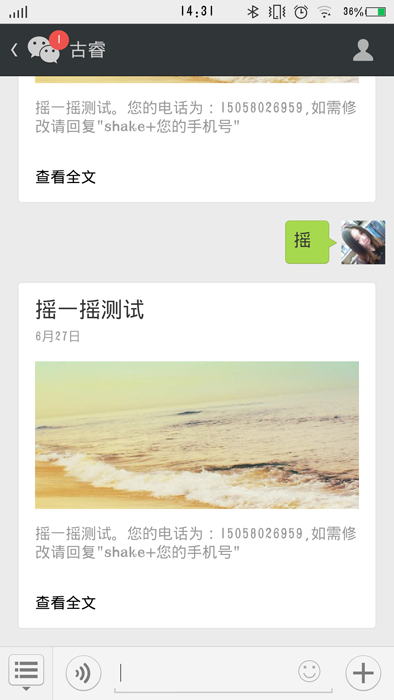 14:31
36%
1
古睿
摇一摇测试。您的电话为：15058026959,如需修
改请回复"shake+您的手机号"
查看全文
摇
摇一摇测试
6月27日
摇一摇测试。您的电话为：15058026959,如需修
改请回复"shake+您的手机号"
查看全文